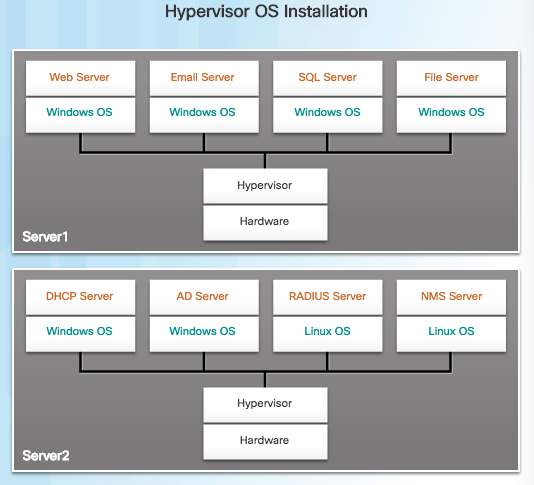 Hypervisor OS Installation
Web Server Email Server SQL Server File Server
Windows OS Windows OS Windows OS Windows OS
Hypervisor
Hardware
Server1
DHCP Server AD Server RADIUS Server NMS Server
Windows OS Windows OS Linux OS Linux OS
Hypervisor
Hardware
Server2